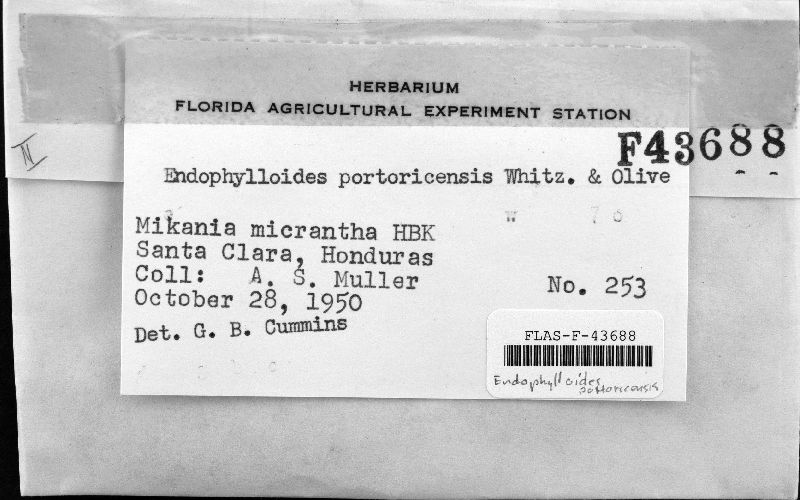 HERBARIUM
FLORIDA AGRICULTURAL EXPERIMENT STATION
F43688
Endophylloides portoricensis Whitz. & Olive
Mikania micrantha HBK
Santa Clara, Honduras
Coll: A. S. Muller No. 253
October 28, 1950
Det. G. B. Cummins
FLAS-F-43688
Endophylloides
portoricensis